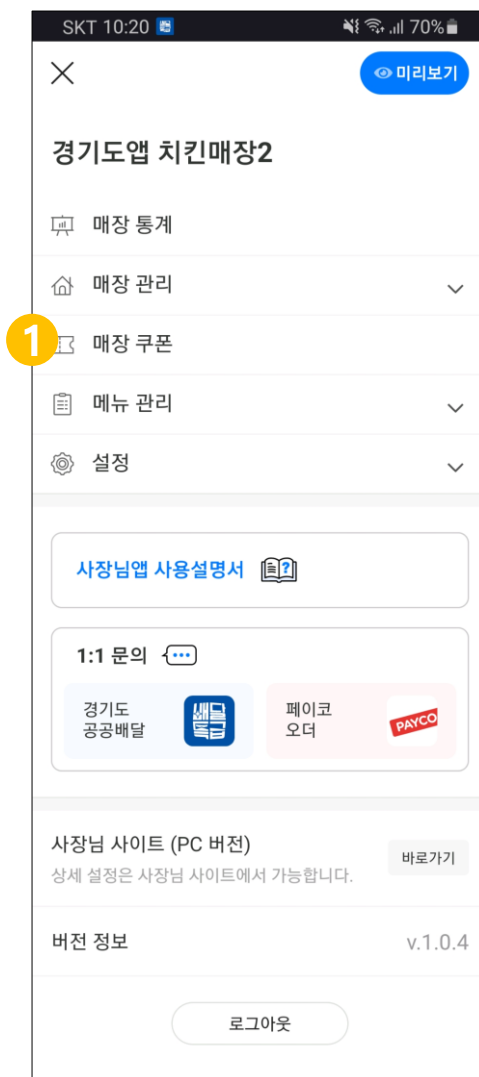 SKT 10:20
70%
미리보기
경기도앱 치킨매장2
매장 통계
매장 관리
1
매장 쿠폰
메뉴 관리
설정
사장님앱 사용설명서
?
1:1 문의
경기도
공공배달
배달
특급
페이코
오더
PAYCO
사장님 사이트 (PC 버전)
상세 설정은 사장님 사이트에서 가능합니다.
바로가기
버전 정보
v.1.0.4
로그아웃